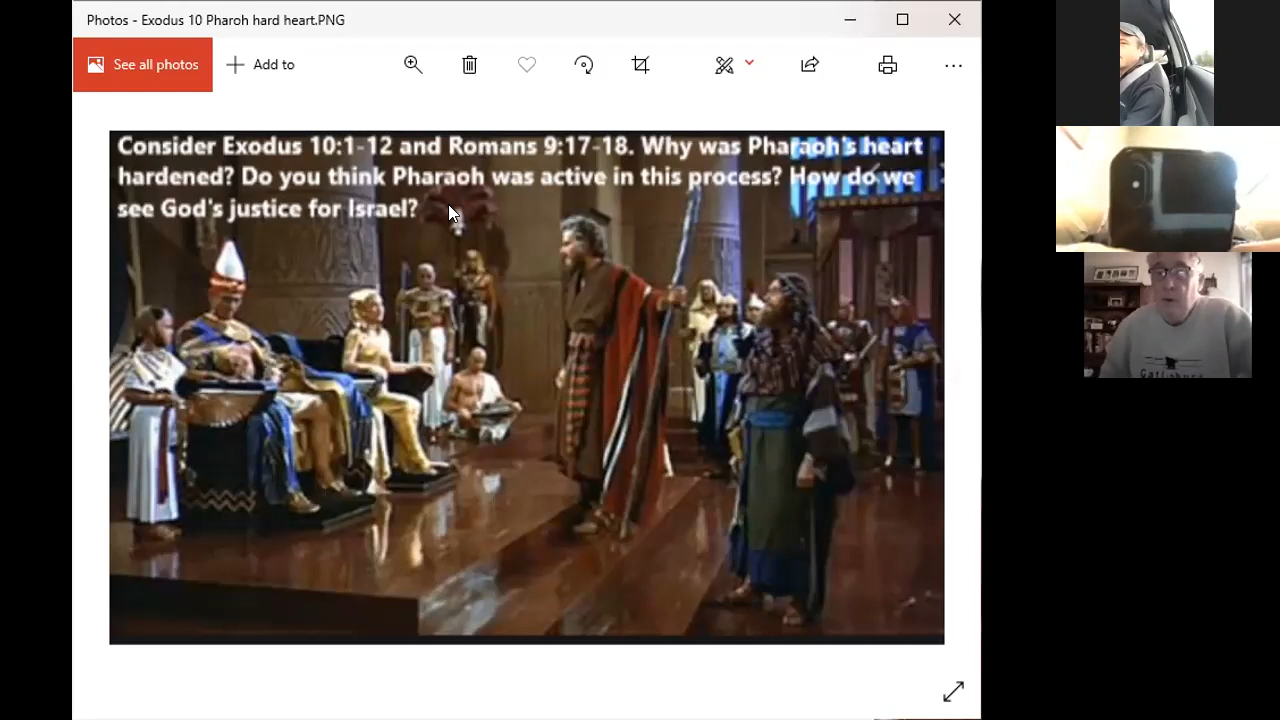 Photos - Exodus 10 Pharoh hard heart.PNG
See all photos
Add to
Consider Exodus 10:1-12 and Romans 9:17-18. Why was Pharaoh's heart
hardened? Do you think Pharaoh was active in this process? How do we
see God's justice for Israel?